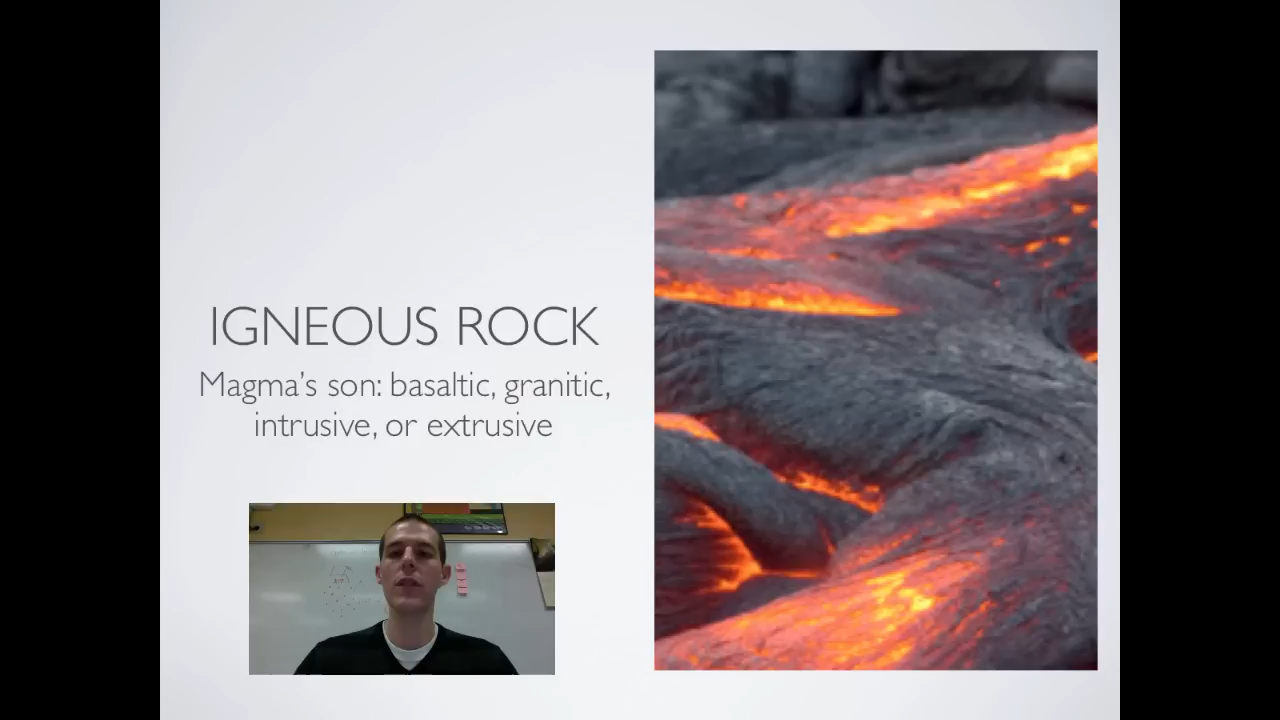 IGNEOUS ROCK
Magma's son: basaltic, granitic,
intrusive, or extrusive